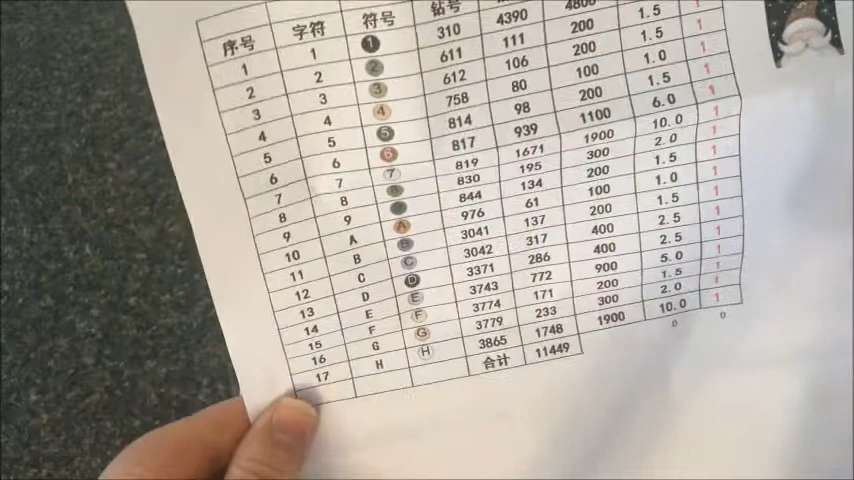 序号 字符 符号 钻号
1 1 1 310 4390 4800
2 2 2 611 111 200 1.5 1
3 3 3 612 106 200 1.5 1
4 4 4 758 80 100 1.0 1
5 5 5 814 98 200 1.5 1
6 6 6 817 939 1100 6.0 1
7 7 7 819 1671 1900 10.0 1
8 8 830 195 300 2.0 1
9 9 844 134 200 1.5 1
10 A A 976 61 100 1.0 1
11 B B 3041 137 200 1.5 1
12 C C 3042 317 400 2.5 1
13 D D 3371 286 400 2.5 1
14 E E 3743 772 900 5.0 1
15 F F 3774 171 200 1.5 1
16 G G 3779 233 300 2.0 1
17 H H 3865 1748 1900 10.0 1
合计 11449 0 0